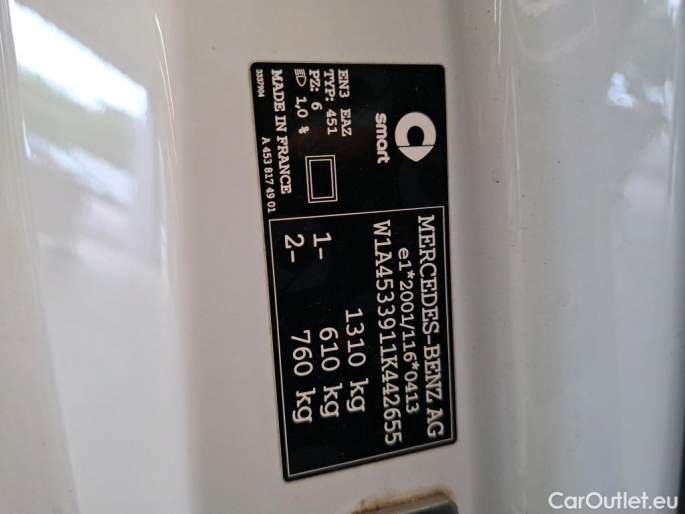 MERCEDES-BENZ AG
e1*2001/116*0413
W1A4533911K442655
1310 kg
1- 610 kg
2- 760 kg
smart
EN3 EAZ
TYP: 451
PZ: 6
1,0 %
MADE IN FRANCE
3357004
A 453 817 49 01
CarOutlet.eu